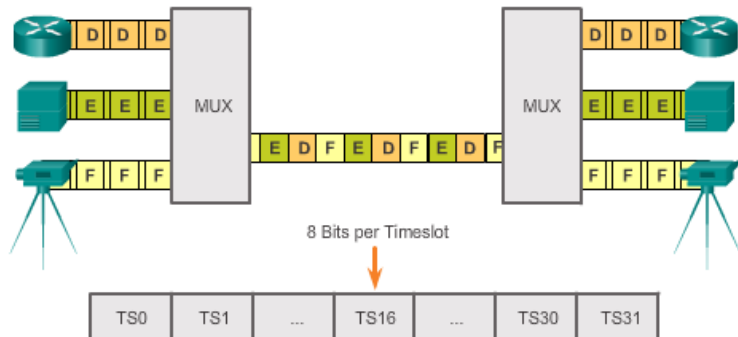 D D D D D D
MUX MUX
E E E E E E
E D F E D F E D F
F F F F F F
8 Bits per Timeslot
TS0 TS1 ... TS16 ... TS30 TS31